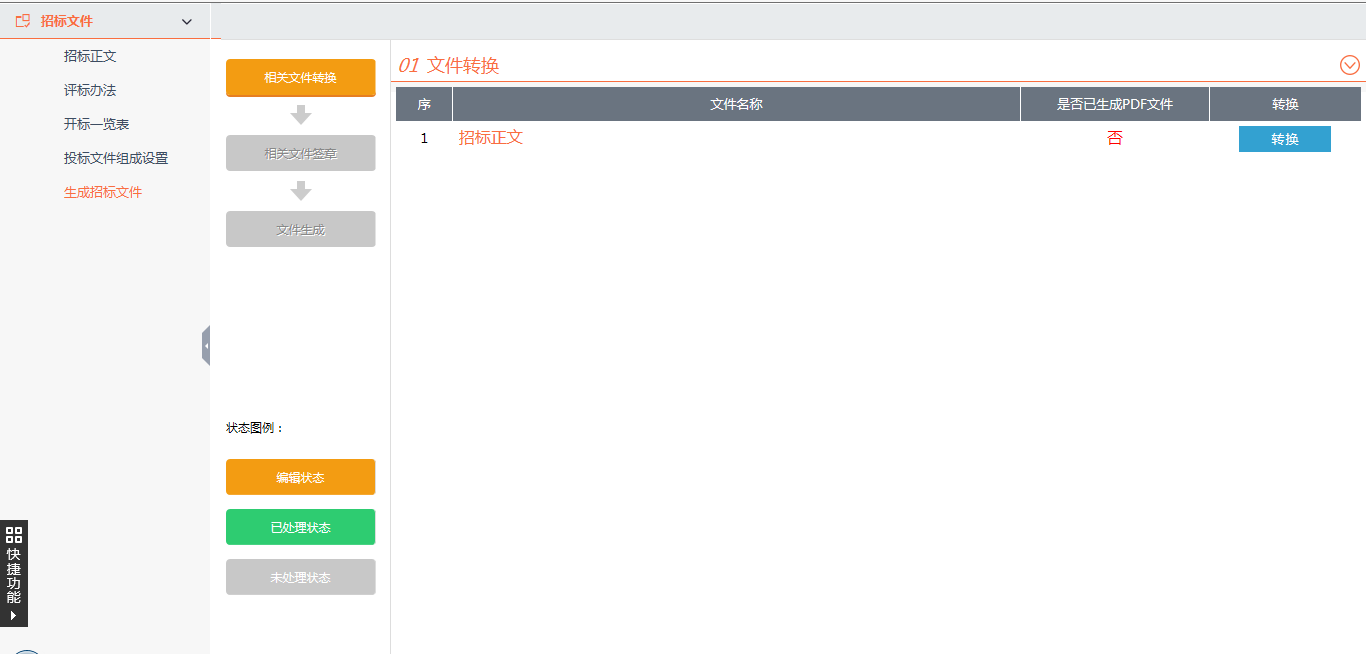 招标文件
招标正文
评标办法
开标一览表
投标文件组成设置
生成招标文件
快捷功能
相关文件转换
相关文件签章
文件生成
状态图例：
编辑状态
已处理状态
未处理状态
01 文件转换
序 文件名称 是否已生成PDF文件 转换
1 招标正文 否 转换